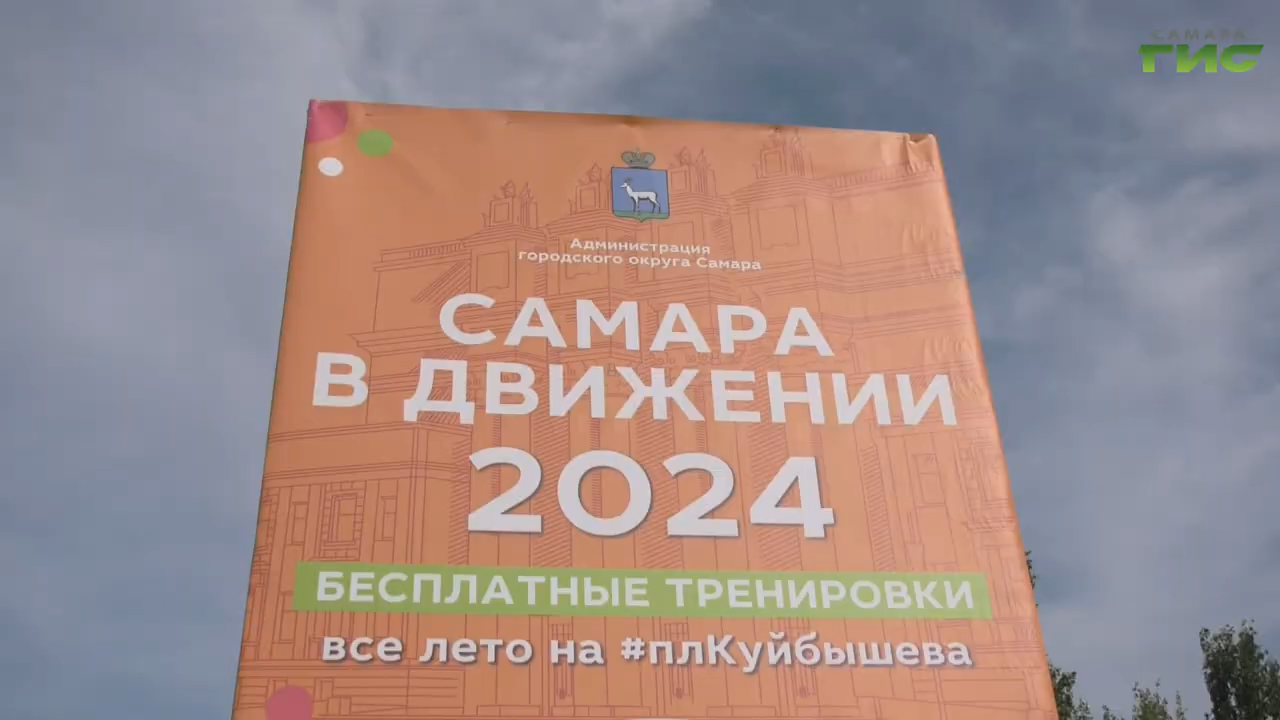 САМАРА
ГИС
Администрация
городского округа Самара
САМАРА
В ДВИЖЕНИИ
2024
БЕСПЛАТНЫЕ ТРЕНИРОВКИ
все лето на #плКуйбышева